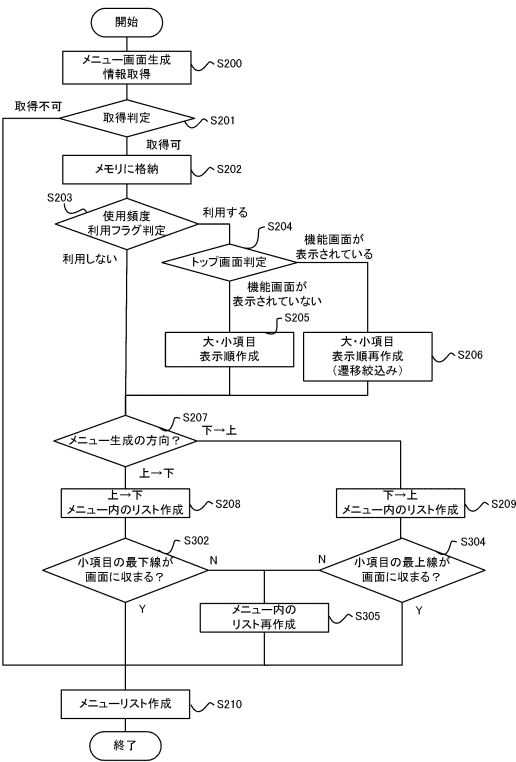 開始
メニュー画面生成
情報取得
S200
取得不可
取得判定
S201
取得可
メモリに格納
S202
S203
使用頻度
利用フラグ判定
利用する
利用しない
S204
トップ画面判定
機能画面が
表示されている
機能画面が
表示されていない
S205
大・小項目
表示順作成
大・小項目
表示順再作成
(遷移絞込み)
S206
S207
メニュー生成の方向?
下→上
上→下
上→下
メニュー内のリスト作成
S208
下→上
メニュー内のリスト作成
S209
S302
小項目の最下線が
画面に収まる?
N
Y
S304
小項目の最上線が
画面に収まる?
N
Y
メニュー内の
リスト再作成
S305
メニューリスト作成
S210
終了